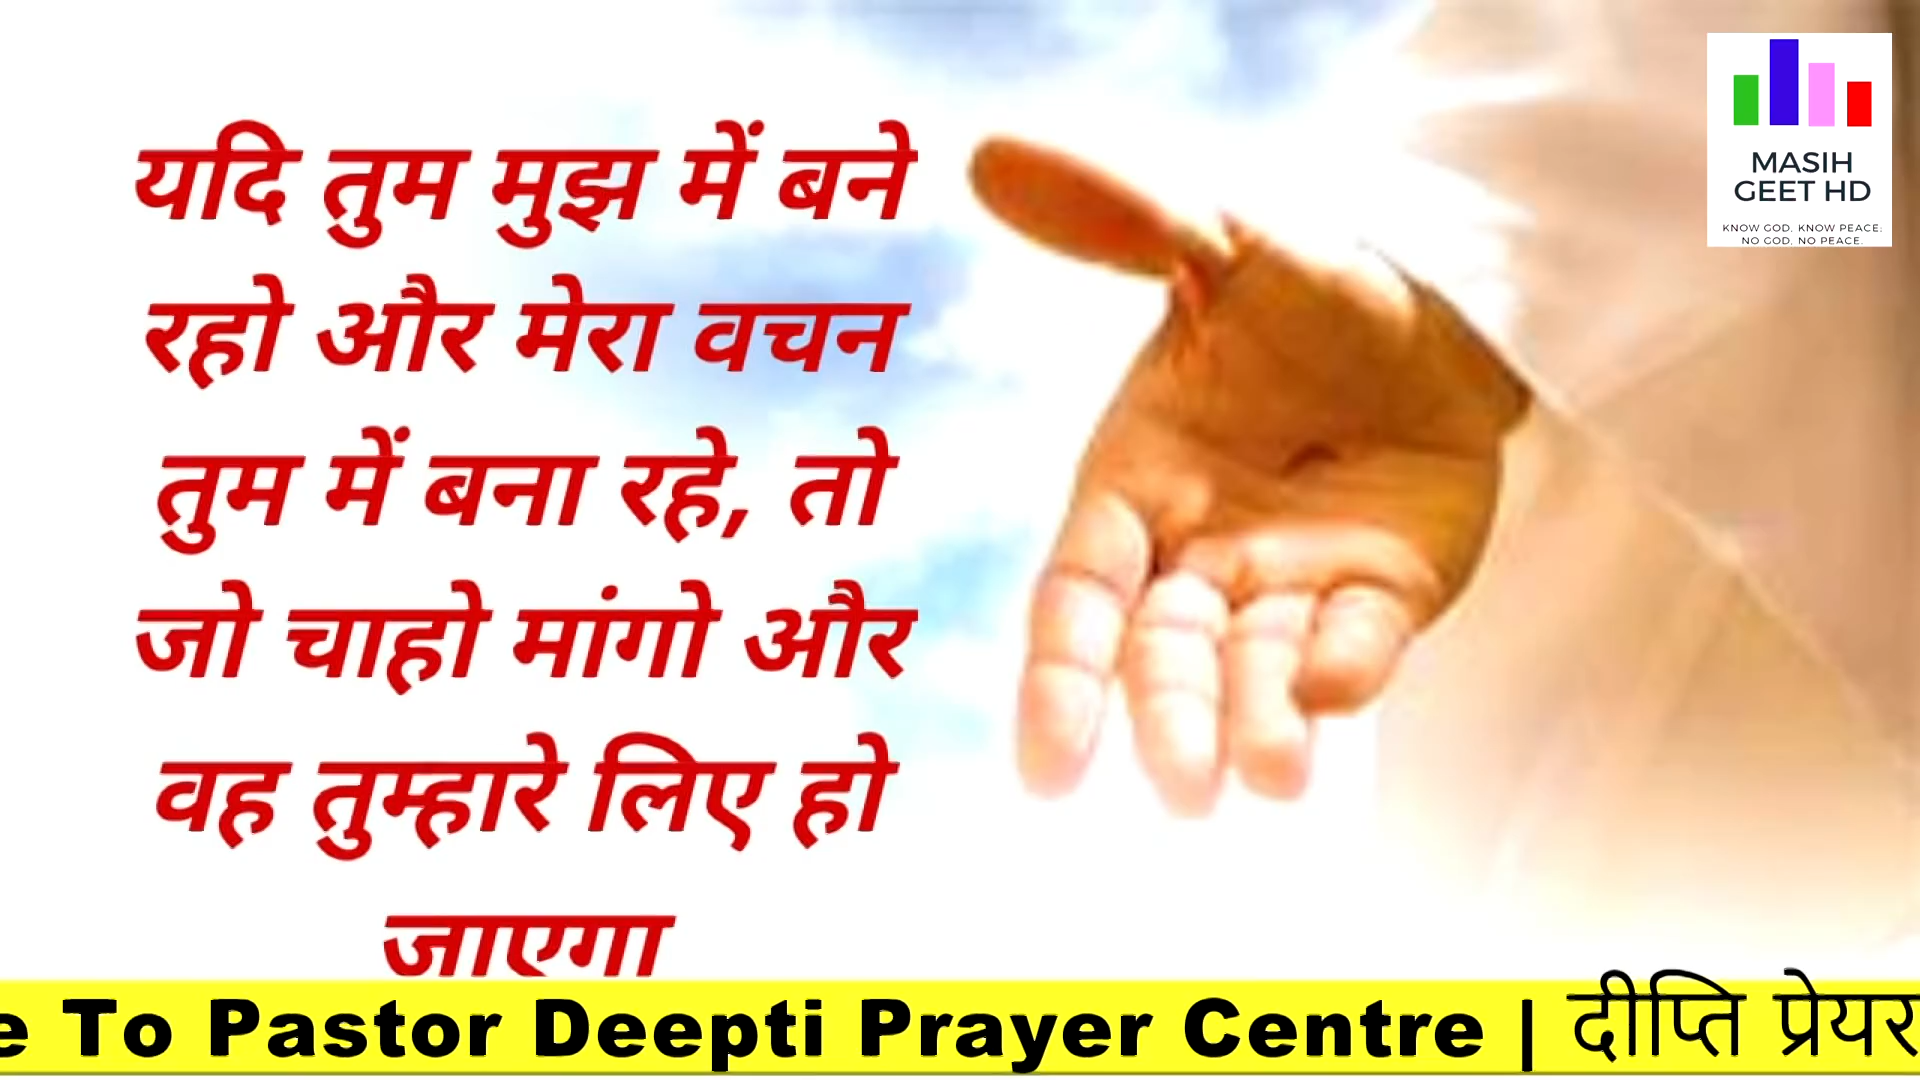 यदि तुम मुझ में बने
रहो और मेरा वचन
तुम में बना रहे, तो
जो चाहो मांगो और
वह तुम्हारे लिए हो
जाएगा
MASIH
GEET HD
KNOW GOD, KNOW PEACE;
NO GOD, NO PEACE.
e To Pastor Deepti Prayer Centre | दीप्ति प्रेयर